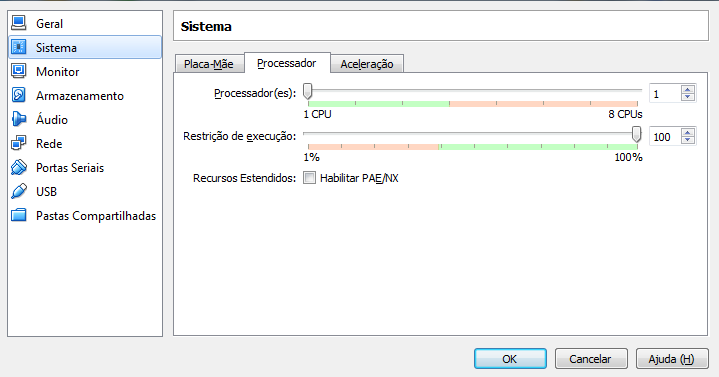 Geral
Sistema
Monitor
Armazenamento
Áudio
Rede
Portas Seriais
USB
Pastas Compartilhadas
Sistema
Placa-Mãe Processador Aceleração
Processador(es): 1
1 CPU 8 CPUs
Restrição de execução: 100
1% 100%
Recursos Estendidos: Habilitar PAE/NX
OK Cancelar Ajuda (H)